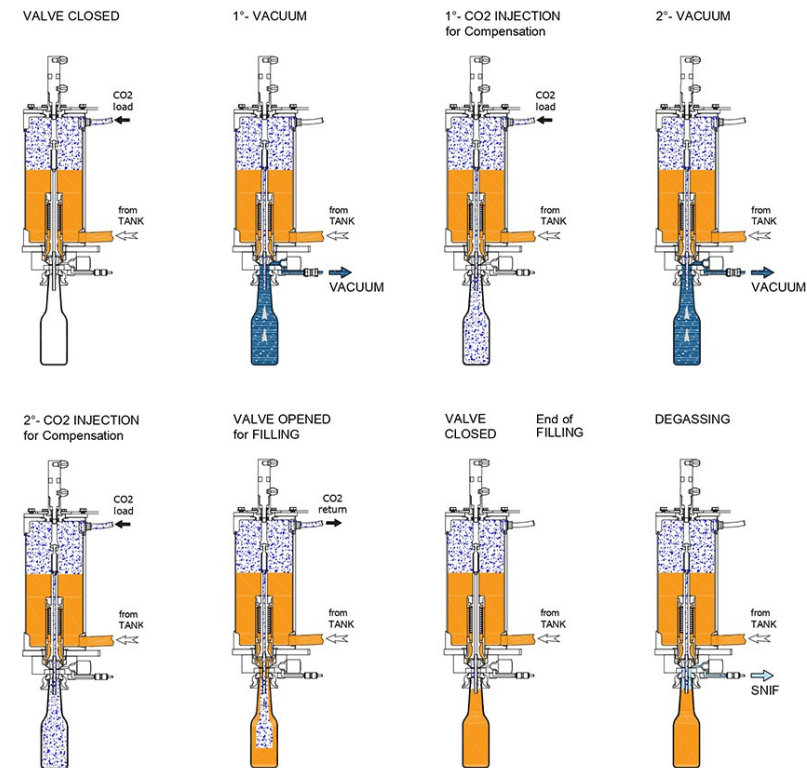 VALVE CLOSED
CO2
load
from
TANK
1°- VACUUM
from
TANK
VACUUM
1°- CO2 INJECTION
for Compensation
CO2
load
from
TANK
2°- VACUUM
from
TANK
VACUUM
2°- CO2 INJECTION
for Compensation
CO2
load
from
TANK
VALVE OPENED
for FILLING
CO2
return
from
TANK
VALVE
CLOSED
End of
FILLING
from
TANK
DEGASSING
from
TANK
SNIF